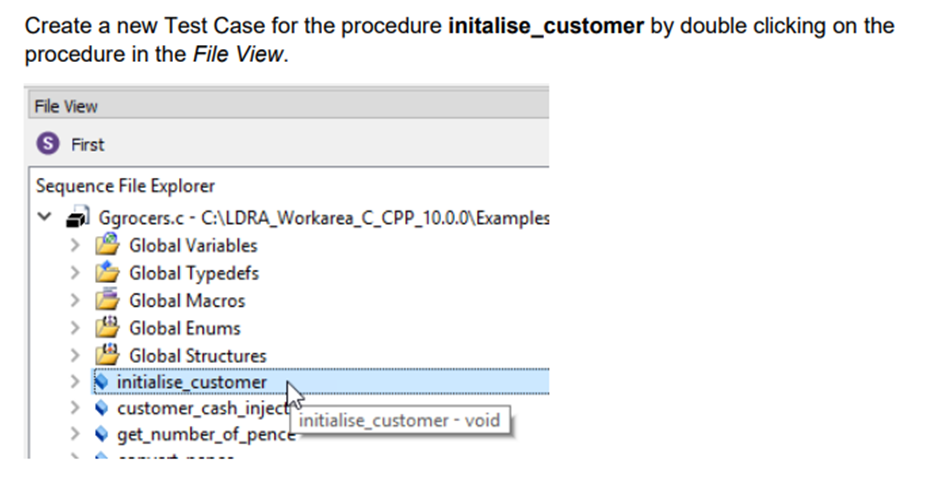 Create a new Test Case for the procedure initalise_customer by double clicking on the
procedure in the File View.
File View
S First
Sequence File Explorer
Ggrocers.c - C:\LDRA_Workarea_C_CPP_10.0.0\Examples
Global Variables
Global Typedefs
Global Macros
Global Enums
Global Structures
initialise_customer
customer_cash_inject
initialise_customer - void
get_number_of_pence